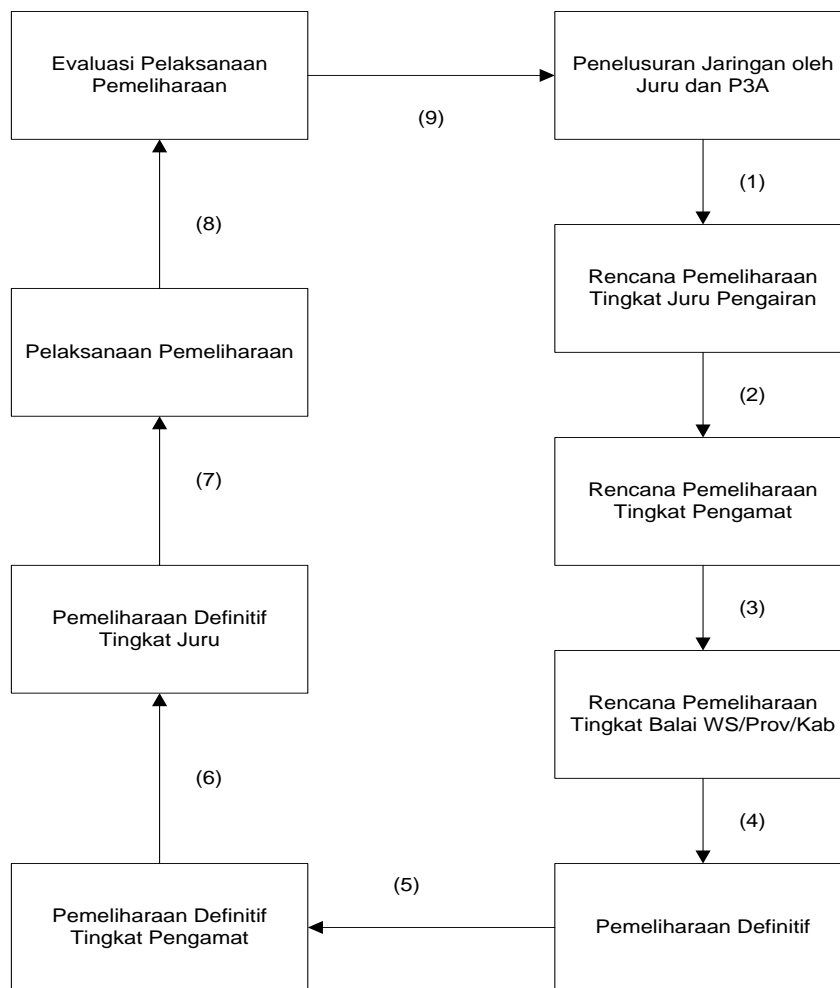 Evaluasi Pelaksanaan
Pemeliharaan
(9)
Penelusuran Jaringan oleh
Juru dan P3A
(1)
Rencana Pemeliharaan
Tingkat Juru Pengairan
(2)
Rencana Pemeliharaan
Tingkat Pengamat
(3)
Rencana Pemeliharaan
Tingkat Balai WS/Prov/Kab
(4)
Pemeliharaan Definitif
(5)
Pemeliharaan Definitif
Tingkat Pengamat
(6)
Pemeliharaan Definitif
Tingkat Juru
(7)
Pelaksanaan Pemeliharaan
(8)